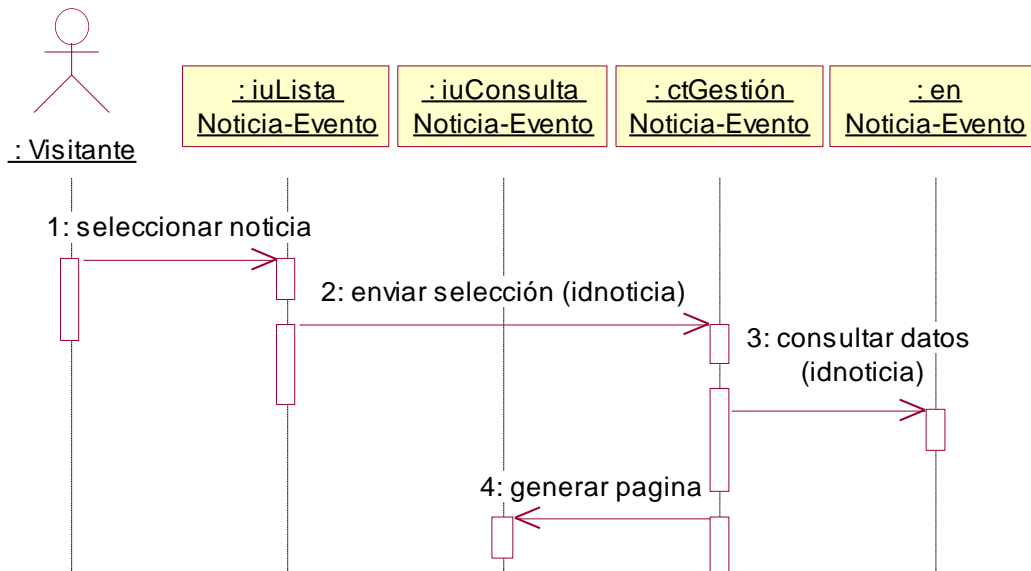 : Visitante
: iuLista
Noticia-Evento
: iuConsulta
Noticia-Evento
: ctGestión
Noticia-Evento
: en
Noticia-Evento
1: seleccionar noticia
2: enviar selección (idnoticia)
3: consultar datos
(idnoticia)
4: generar pagina